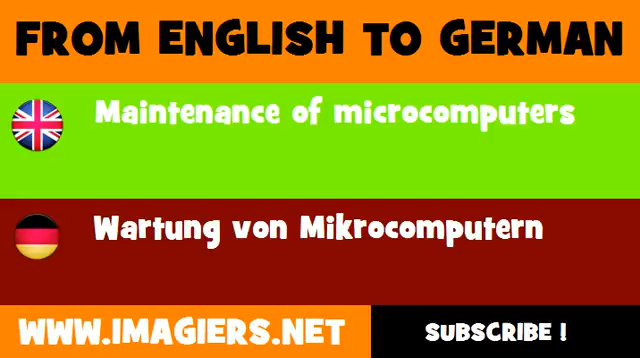 FROM ENGLISH TO GERMAN
Maintenance of microcomputers
Wartung von Mikrocomputern
WWW.IMAGIERS.NET
SUBSCRIBE !